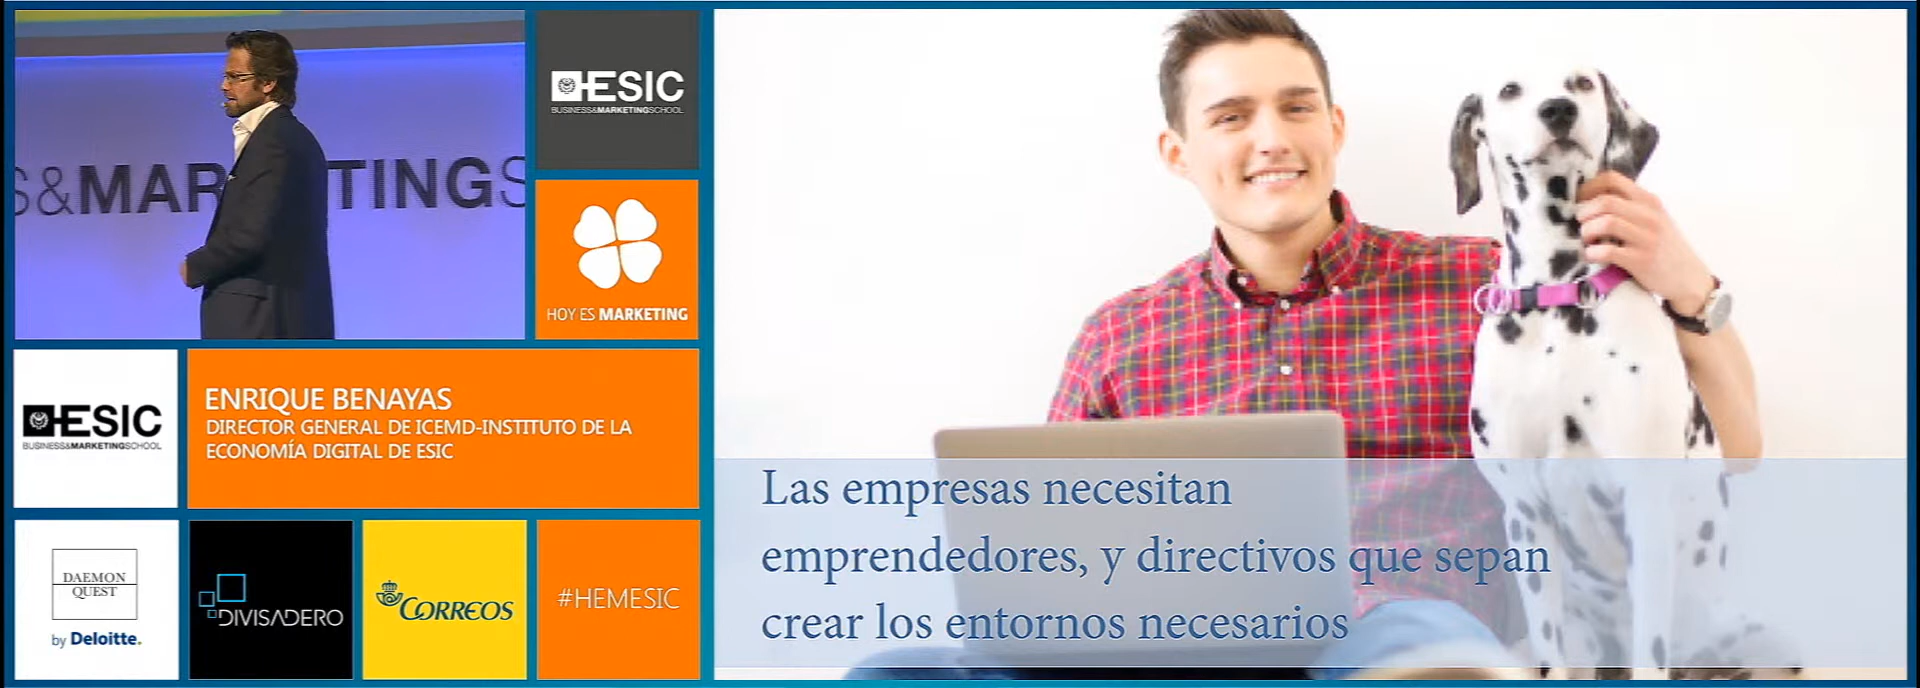 S&MARKETINGS
ESIC
BUSINESS&MARKETINGSCHOOL
HOY ES MARKETING
ESIC
BUSINESS&MARKETINGSCHOOL
ENRIQUE BENAYAS
DIRECTOR GENERAL DE ICEMD-INSTITUTO DE LA
ECONOMÍA DIGITAL DE ESIC
DAEMON
QUEST
by Deloitte.
DIVISADERO
CORREOS
#HEMESIC
Las empresas necesitan
emprendedores, y directivos que sepan
crear los entornos necesarios